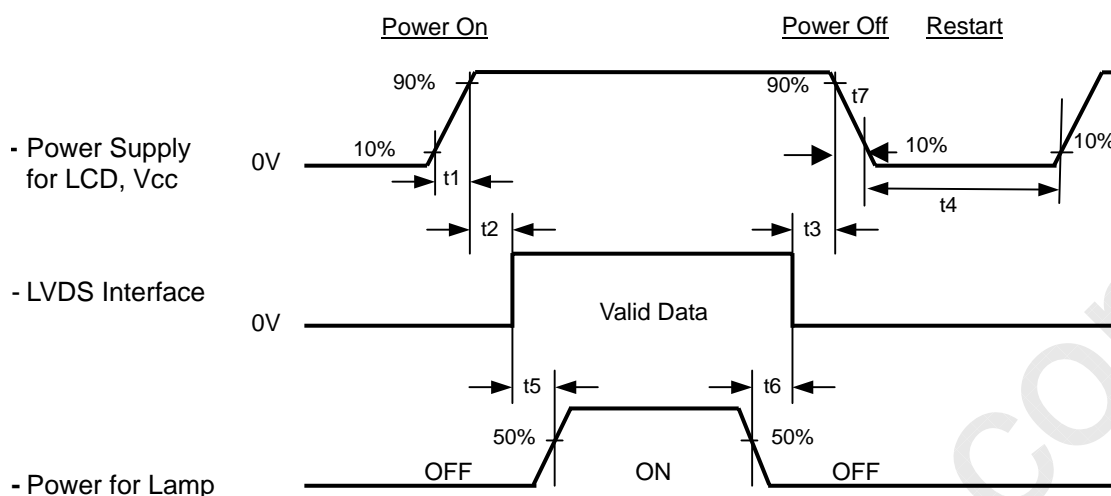 Power On
Power Off Restart
90% 90% t7
- Power Supply
for LCD, Vcc
0V 10% 10% 10%
t1
t4
t2 t3
- LVDS Interface
0V Valid Data
t5 t6
50% 50%
- Power for Lamp
OFF ON OFF
com